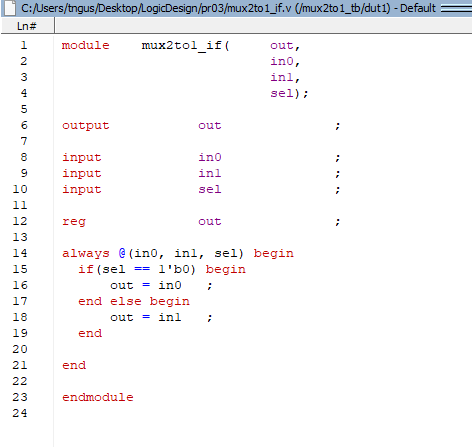 C:/Users/tngus/Desktop/LogicDesign/pr03/mux2to1_if.v (/mux2to1_tb/dut1) - Default
Ln#
1 module mux2to1_if( out,
2 in0,
3 in1,
4 sel);
5
6 output out ;
7
8 input in0 ;
9 input in1 ;
10 input sel ;
11
12 reg out ;
13
14 always @(in0, in1, sel) begin
15 if(sel == 1'b0) begin
16 out = in0 ;
17 end else begin
18 out = in1 ;
19 end
20
21 end
22
23 endmodule
24